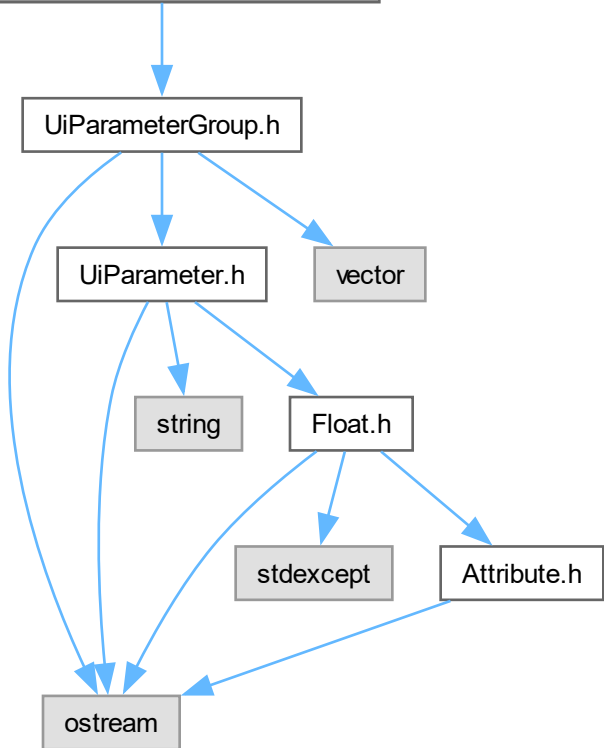 UiParameterGroup.h
UiParameter.h
vector
string
Float.h
stdexcept
Attribute.h
ostream